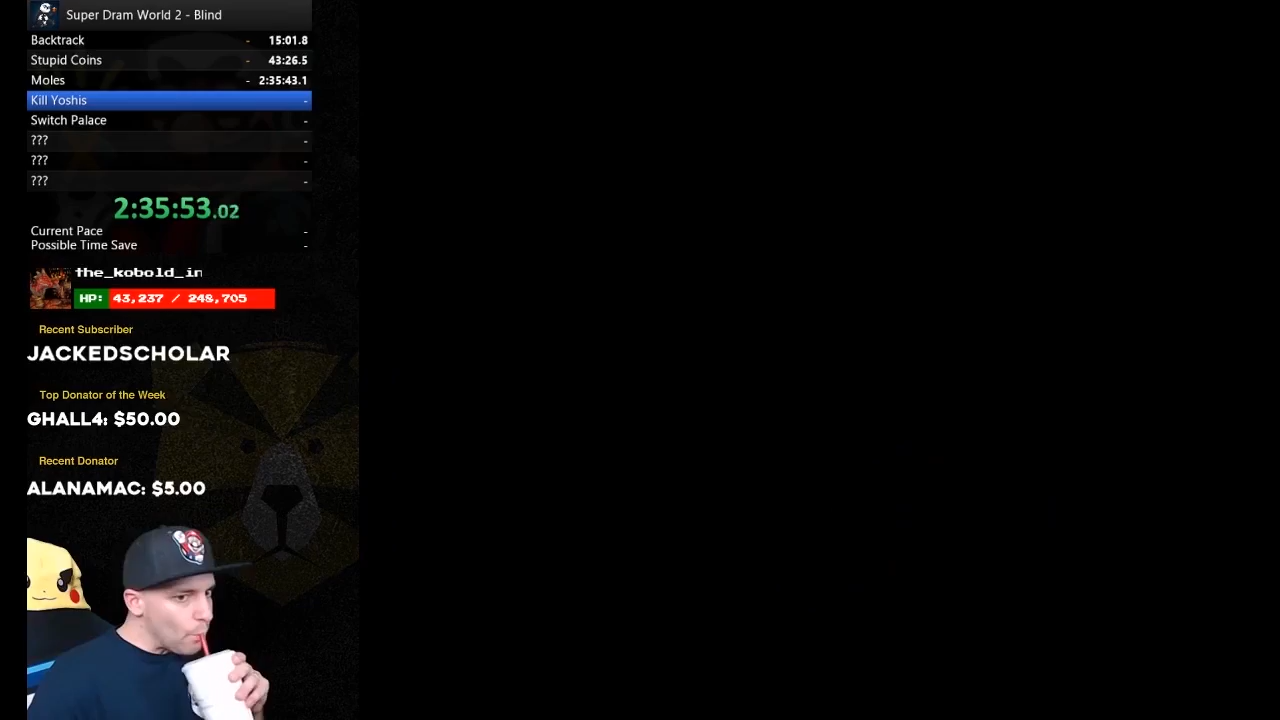 Super Dram World 2 - Blind
Backtrack - 15:01.8
Stupid Coins - 43:26.5
Moles - 2:35:43.1
Kill Yoshis -
Switch Palace -
??? -
??? -
??? -
2:35:53.02
Current Pace -
Possible Time Save -
the_kobold_in
HP: 43,237 / 248,705
Recent Subscriber
JACKEDSCHOLAR
Top Donator of the Week
GHALL4: $50.00
Recent Donator
ALANAMAC: $5.00